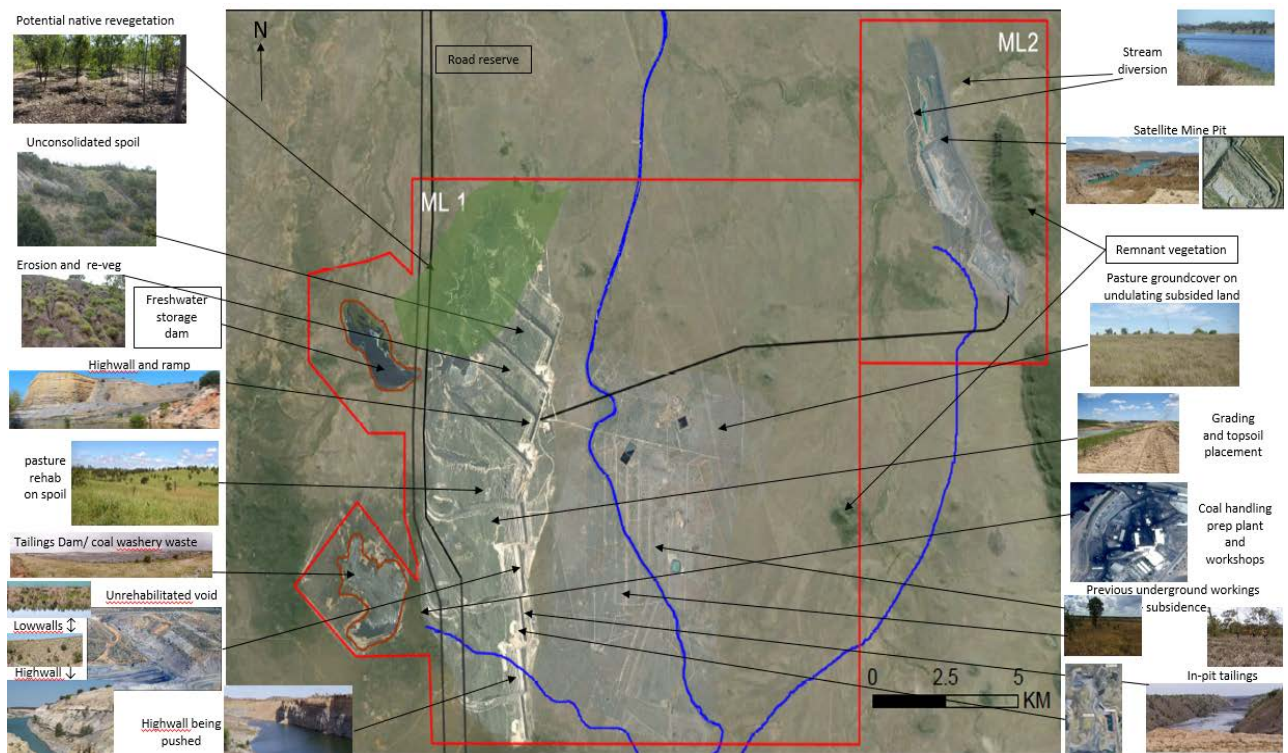 Potential native revegetation
Unconsolidated spoil
Erosion and re-veg
Freshwater
storage
dam
Highwall and ramp
pasture
rehab
on spoil
Tailings Dam/ coal washery waste
Unrehabilitated void
Lowwalls ↕
Highwall ↓
Highwall being
pushed
N
Road reserve
ML 1
ML2
0 2.5 5
KM
Stream
diversion
Satellite Mine Pit
Remnant vegetation
Pasture groundcover on
undulating subsided land
Grading
and topsoil
placement
Coal handling
prep plant
and
workshops
Previous underground workings
subsidence
In-pit tailings